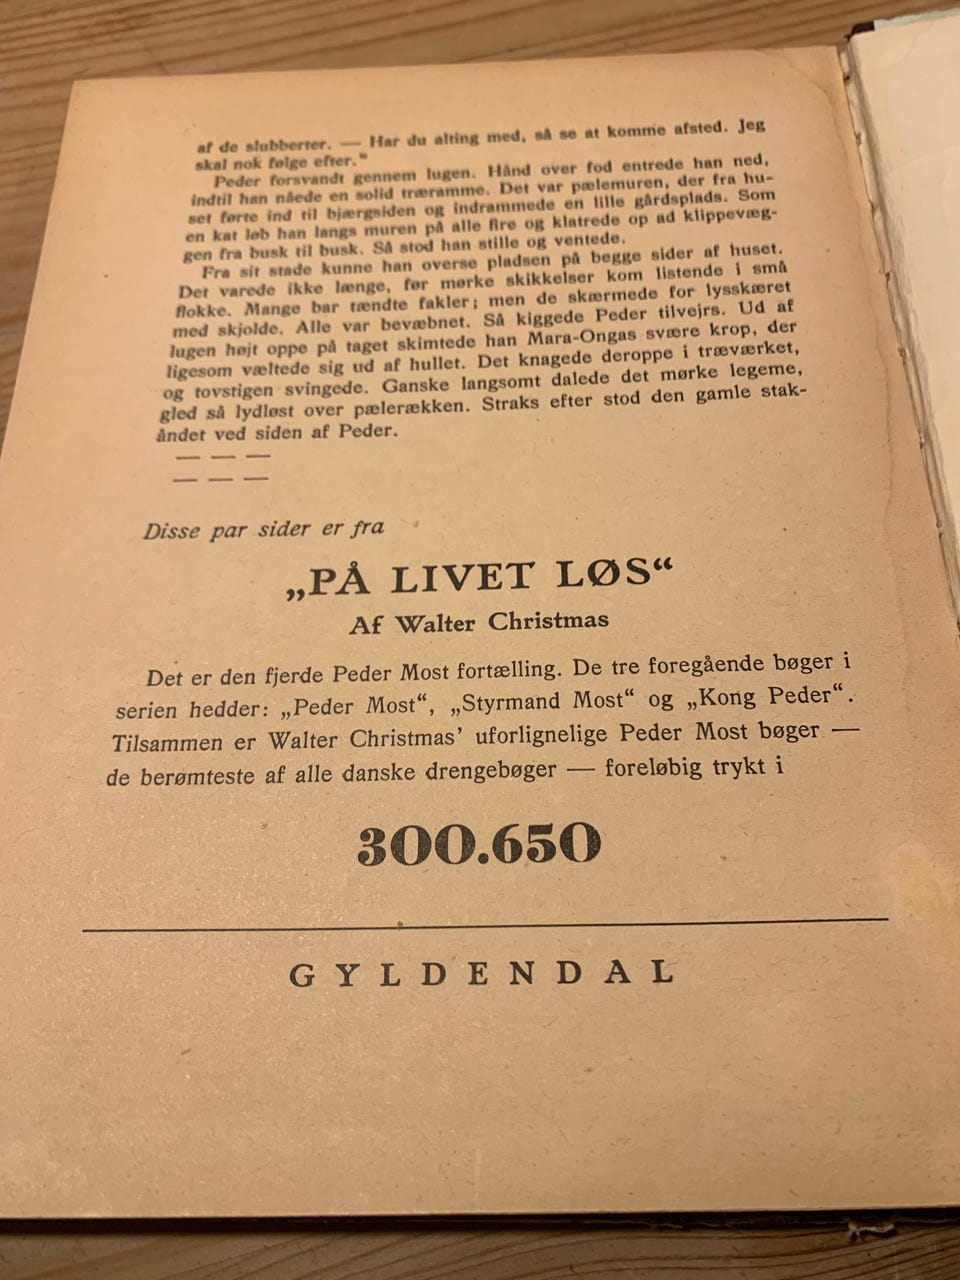 af de slubberter. — Har du alting med, så se at komme afsted. Jeg
skal nok følge efter."
Peder forsvandt gennem lugen. Hånd over fod entrede han ned,
indtil han nåede en solid træramme. Det var pælemuren, der fra hu-
set førte ind til bjærgsiden og indrammede en lille gårdsplads. Som
en kat løb han langs muren på alle fire og klatrede op ad klippevæg-
gen fra busk til busk. Så stod han stille og ventede.
Fra sit stade kunne han overse pladsen på begge sider af huset.
Det varede ikke længe, før mørke skikkelser kom listende i små
flokke. Mange bar tændte fakler; men de skærmede for lysskæret
med skjolde. Alle var bevæbnet. Så kiggede Peder tilvejrs. Ud af
lugen højt oppe på taget skimtede han Mara-Ongas svære krop, der
ligesom væltede sig ud af hullet. Det knagede deroppe i træværket,
og tovstigen svingede. Ganske langsomt dalede det mørke legeme,
gled så lydløst over pælerækken. Straks efter stod den gamle stak-
åndet ved siden af Peder.
— — —
— — —
Disse par sider er fra
„PÅ LIVET LØS“
Af Walter Christmas
Det er den fjerde Peder Most fortælling. De tre foregående bøger i
serien hedder: „Peder Most“, „Styrmand Most“ og „Kong Peder“.
Tilsammen er Walter Christmas' uforlignelige Peder Most bøger —
de berømteste af alle danske drengebøger — foreløbig trykt i
300.650
GYLDENDAL